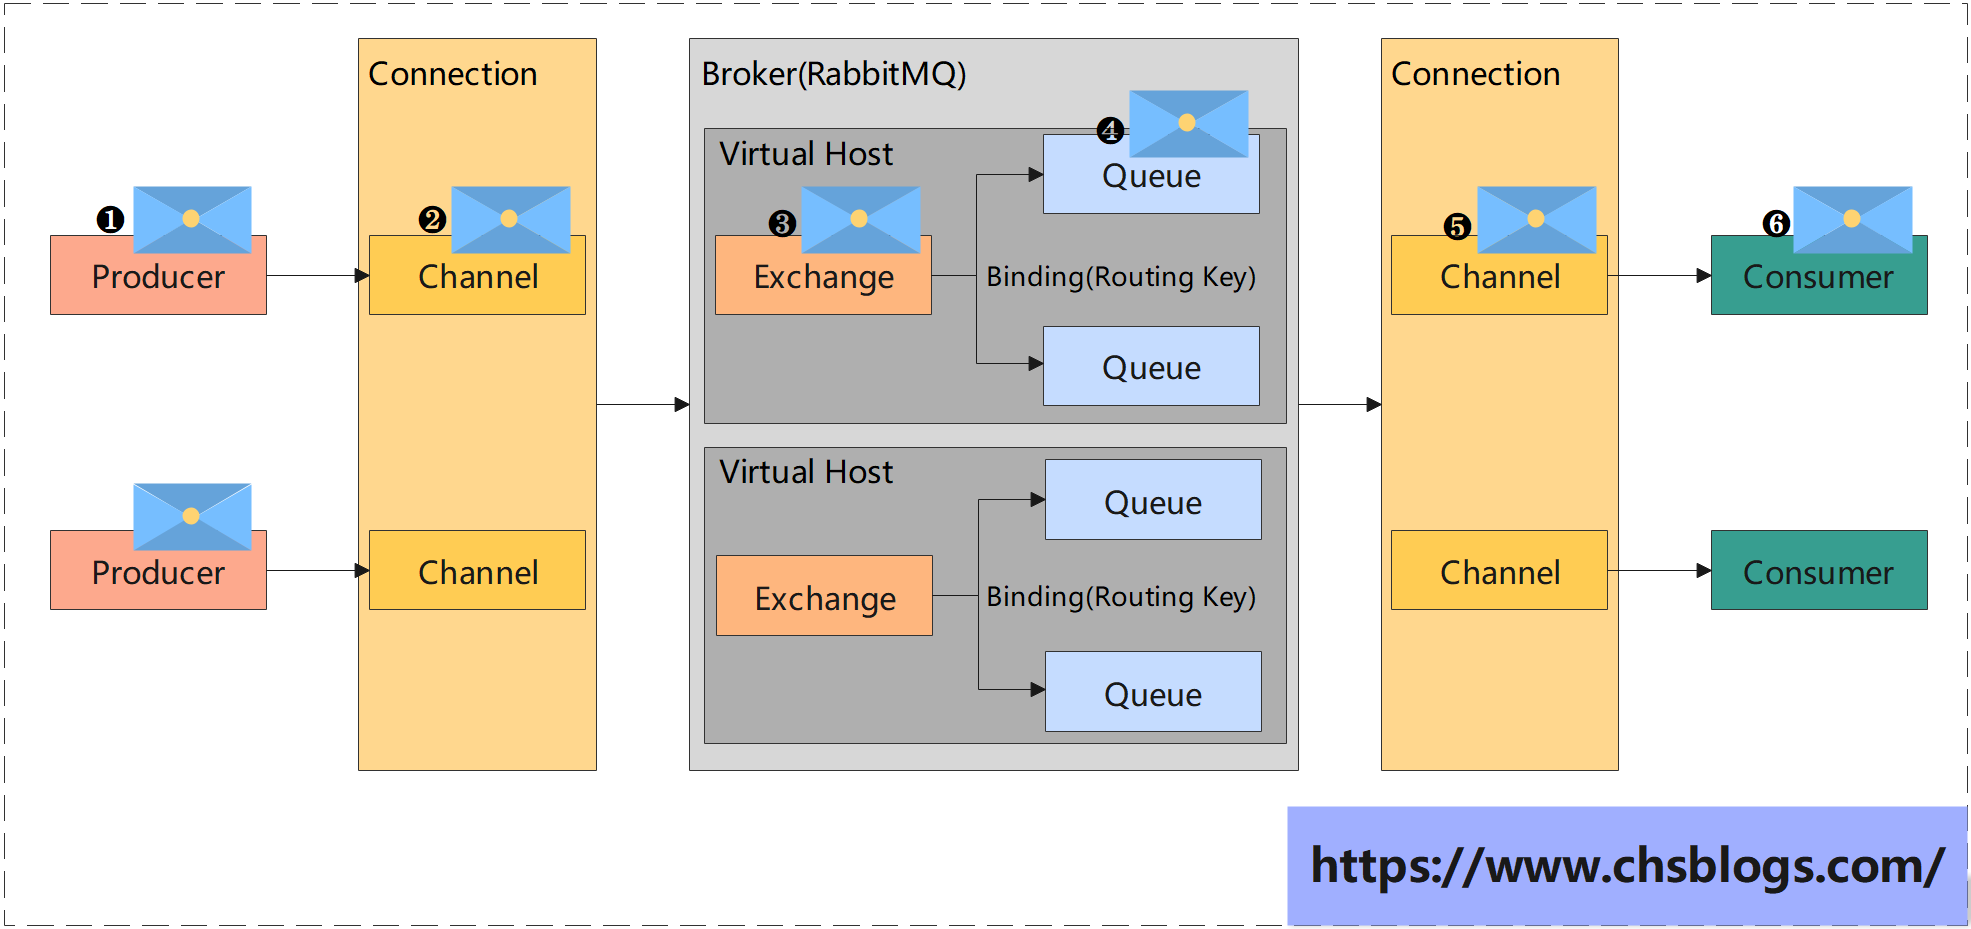 Connection
Broker(RabbitMQ)
Connection
Virtual Host
❹
Queue
❶
Producer
❷
Channel
❸
Exchange
Binding(Routing Key)
Queue
❺
Channel
❻
Consumer
Virtual Host
Queue
Producer
Channel
Exchange
Binding(Routing Key)
Queue
Channel
Consumer
https://www.chsblogs.com/